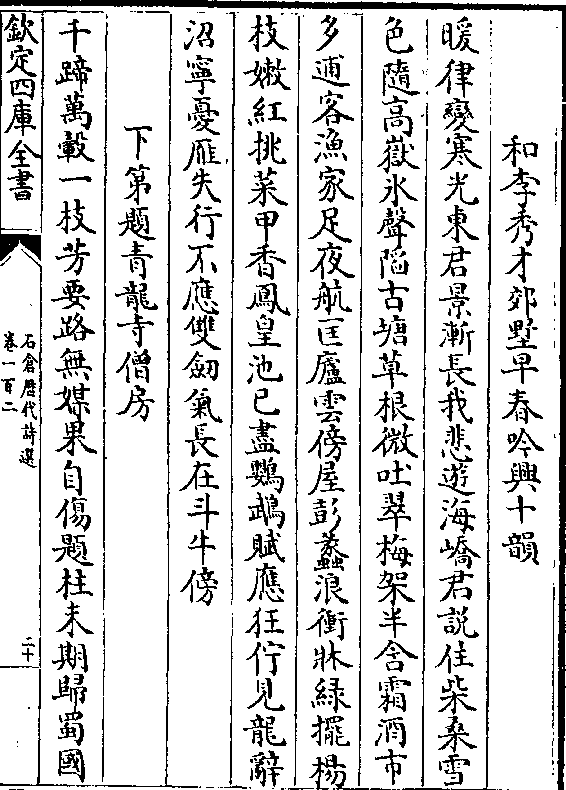 和李秀才郊墅早春吟興十韻
暖律變寒光東君景漸長我悲遊海嶠君説住柴桑雪
色隨高嶽氷聲陷古塘草根微吐翠梅架半含霜酒市
多逋客漁家足夜航匡廬雲傍屋彭蠡浪衝牀緑擺楊
枝嫩紅挑菜甲香鳳皇池已盡鸚鵡賦應狂佇見龍辭
沼寧憂雁失行不應雙劒氣長在斗牛傍
下第題青龍寺僧房
千蹄萬轂一枝芳要路無媒果自傷題柱未期歸蜀國
欽定四庫全書
石倉歴代詩選
卷一百二
二十